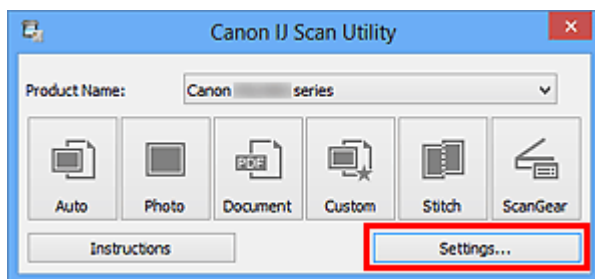 Canon IJ Scan Utility
Product Name: Canon series
PDF
Auto Photo Document Custom Stitch ScanGear
Instructions Settings...